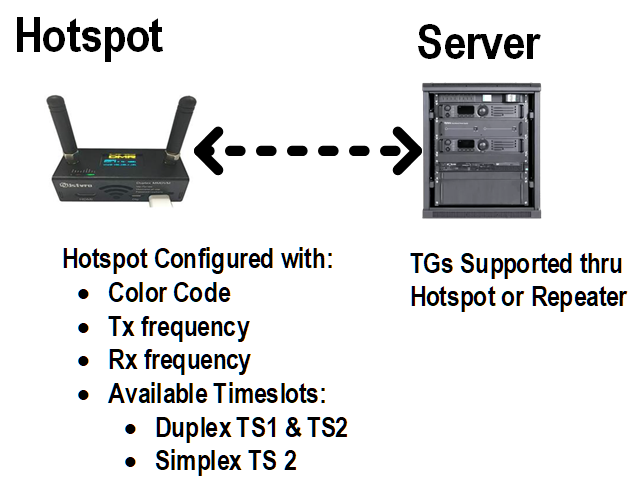 Hotspot
Server
DMR
Hotspot Configured with:
• Color Code
• Tx frequency
• Rx frequency
• Available Timeslots:
• Duplex TS1 & TS2
• Simplex TS 2
TGs Supported thru
Hotspot or Repeater